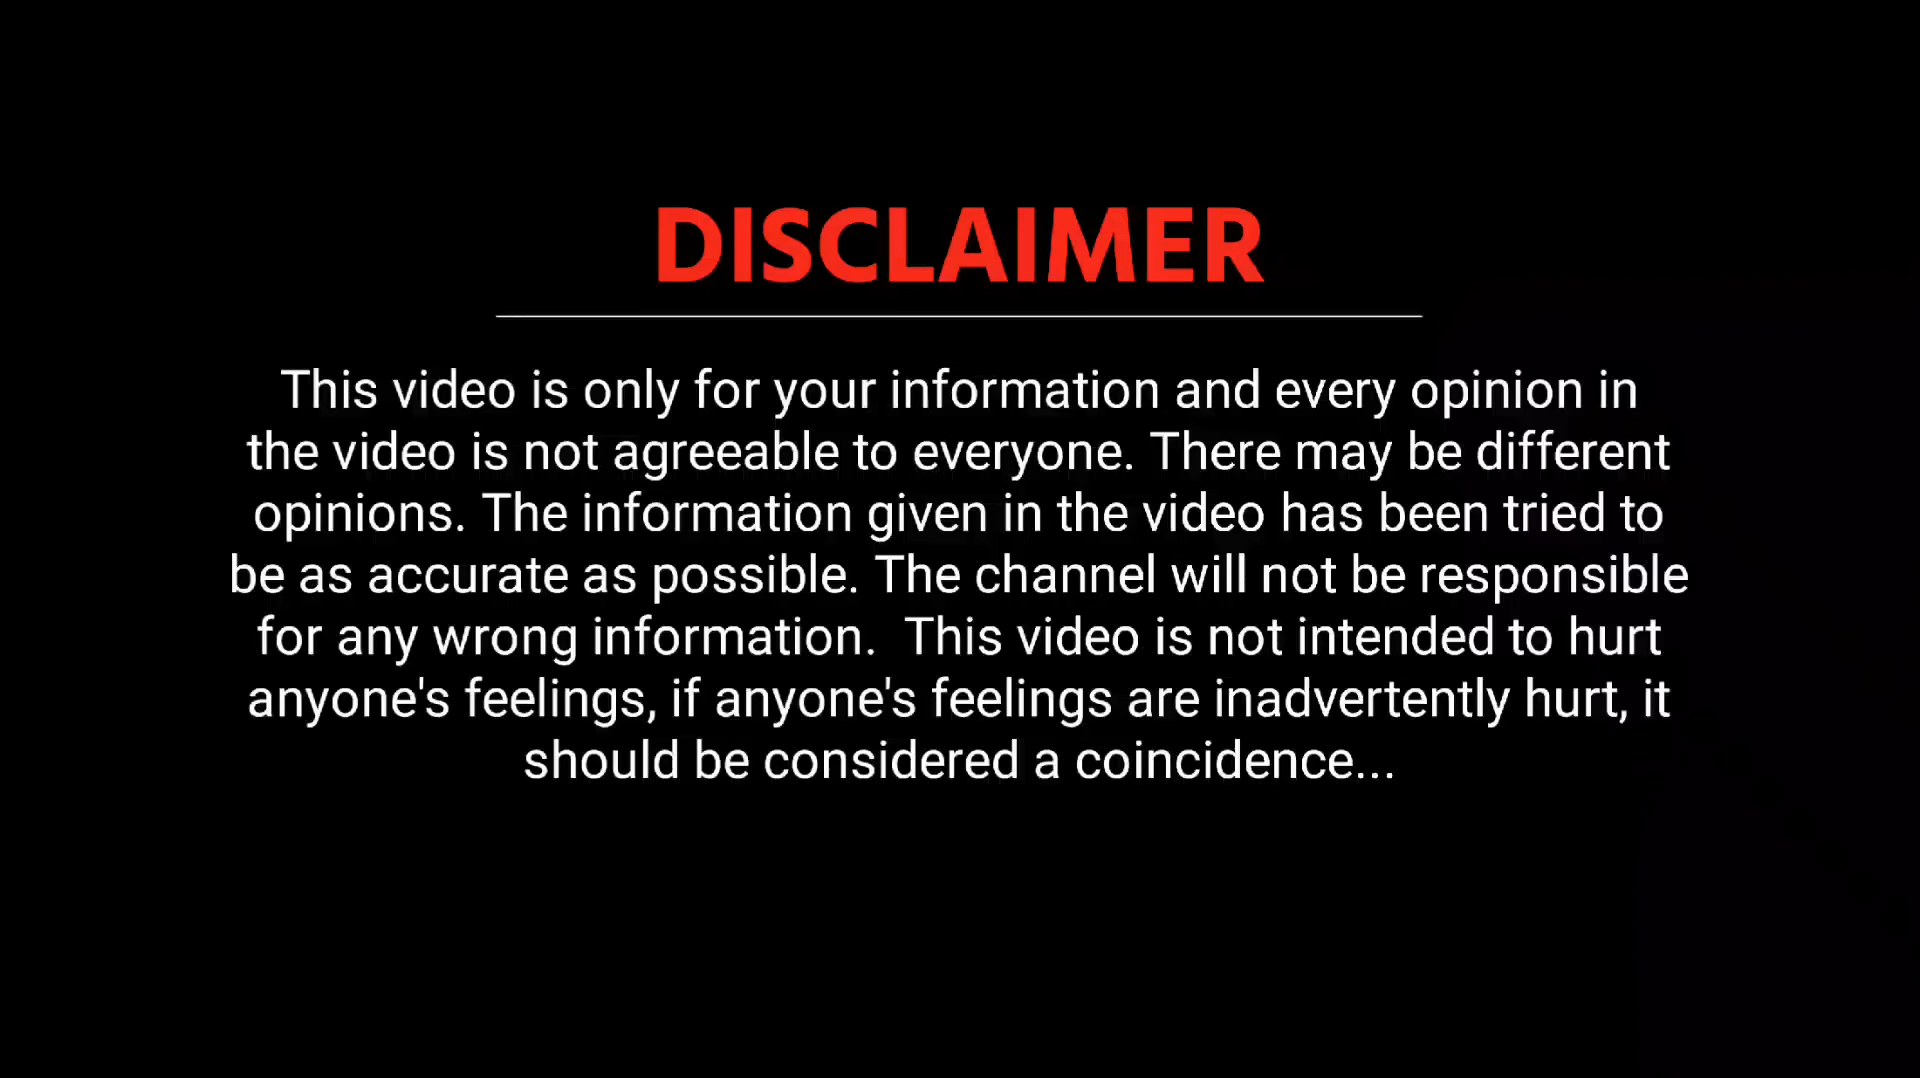 DISCLAIMER
This video is only for your information and every opinion in
the video is not agreeable to everyone. There may be different
opinions. The information given in the video has been tried to
be as accurate as possible. The channel will not be responsible
for any wrong information.  This video is not intended to hurt
anyone's feelings, if anyone's feelings are inadvertently hurt, it
should be considered a coincidence...